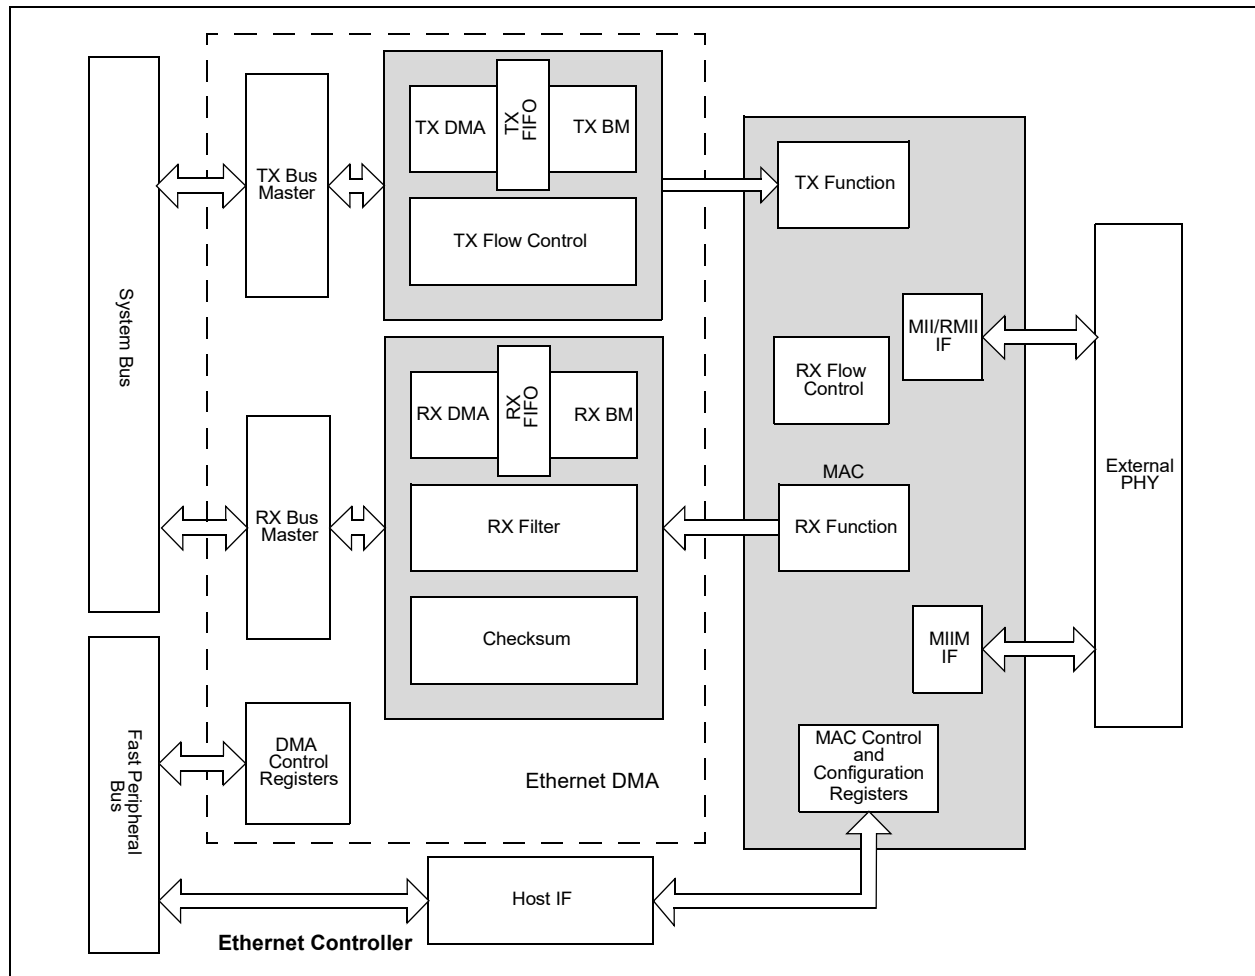 System Bus
TX Bus
Master
TX DMA
TX
FIFO
TX BM
TX Flow Control
TX Function
MII/RMII
IF
RX Flow
Control
RX Bus
Master
RX DMA
RX
FIFO
RX BM
RX Filter
Checksum
MAC
RX Function
External
PHY
MIIM
IF
Fast Peripheral
Bus
DMA
Control
Registers
Ethernet DMA
MAC Control
and
Configuration
Registers
Host IF
Ethernet Controller